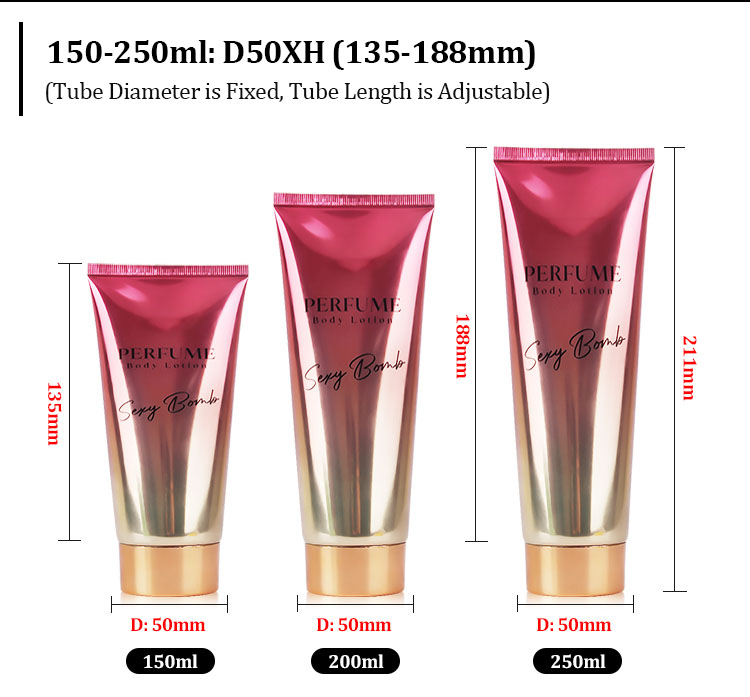 150-250ml: D50XH (135-188mm)
(Tube Diameter is Fixed, Tube Length is Adjustable)
135mm
PERFUME
Body Lotion
Sexy Bomb
D: 50mm
150ml
PERFUME
Body Lotion
Sexy Bomb
D: 50mm
200ml
188mm
PERFUME
Body Lotion
Sexy Bomb
211mm
D: 50mm
250ml